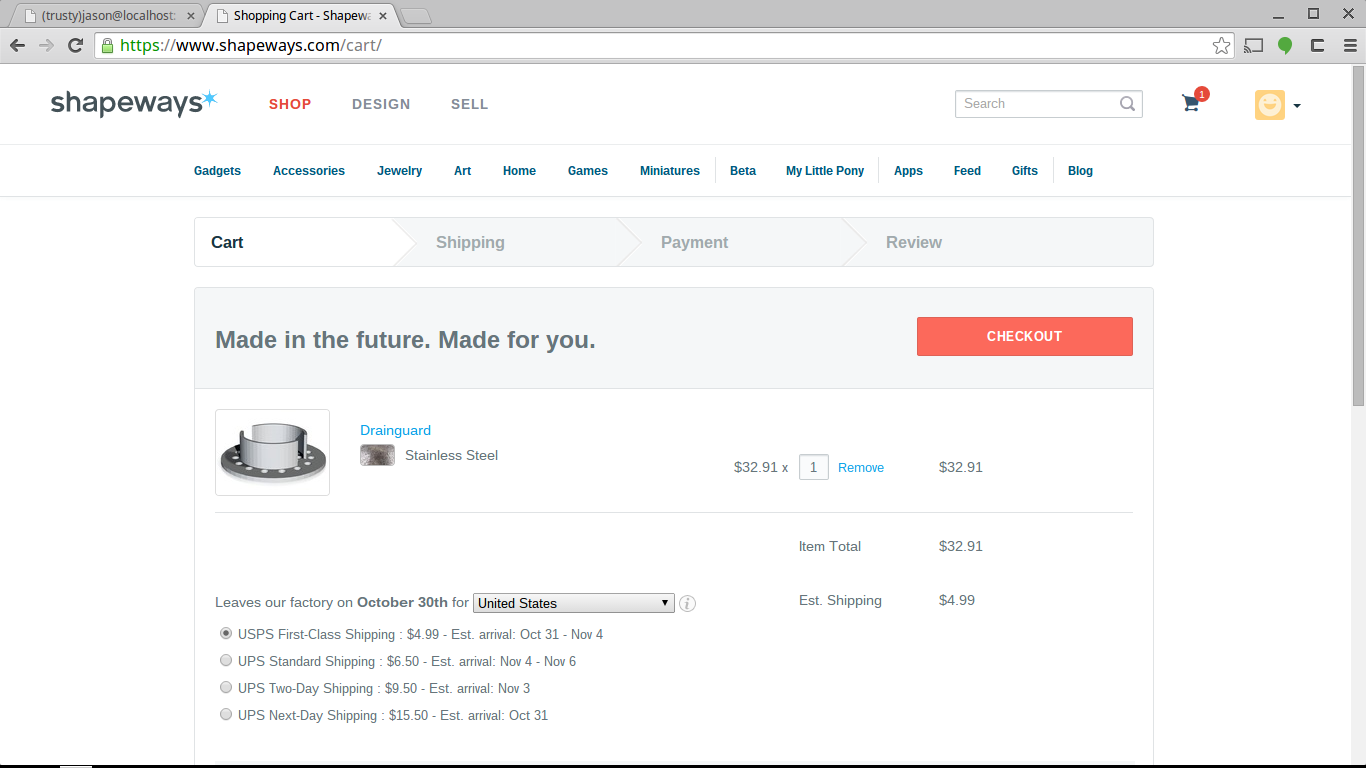 (trusty)jason@localhost:
Shopping Cart - Shapewa
https://www.shapeways.com/cart/
shapeways
SHOP DESIGN SELL
Search
1
Gadgets Accessories Jewelry Art Home Games Miniatures Beta My Little Pony Apps Feed Gifts Blog
Cart Shipping Payment Review
Made in the future. Made for you.
CHECKOUT
Drainguard
Stainless Steel
$32.91 x 1 Remove $32.91
Item Total $32.91
Leaves our factory on October 30th for United States
Est. Shipping $4.99
USPS First-Class Shipping : $4.99 - Est. arrival: Oct 31 - Nov 4
UPS Standard Shipping : $6.50 - Est. arrival: Nov 4 - Nov 6
UPS Two-Day Shipping : $9.50 - Est. arrival: Nov 3
UPS Next-Day Shipping : $15.50 - Est. arrival: Oct 31